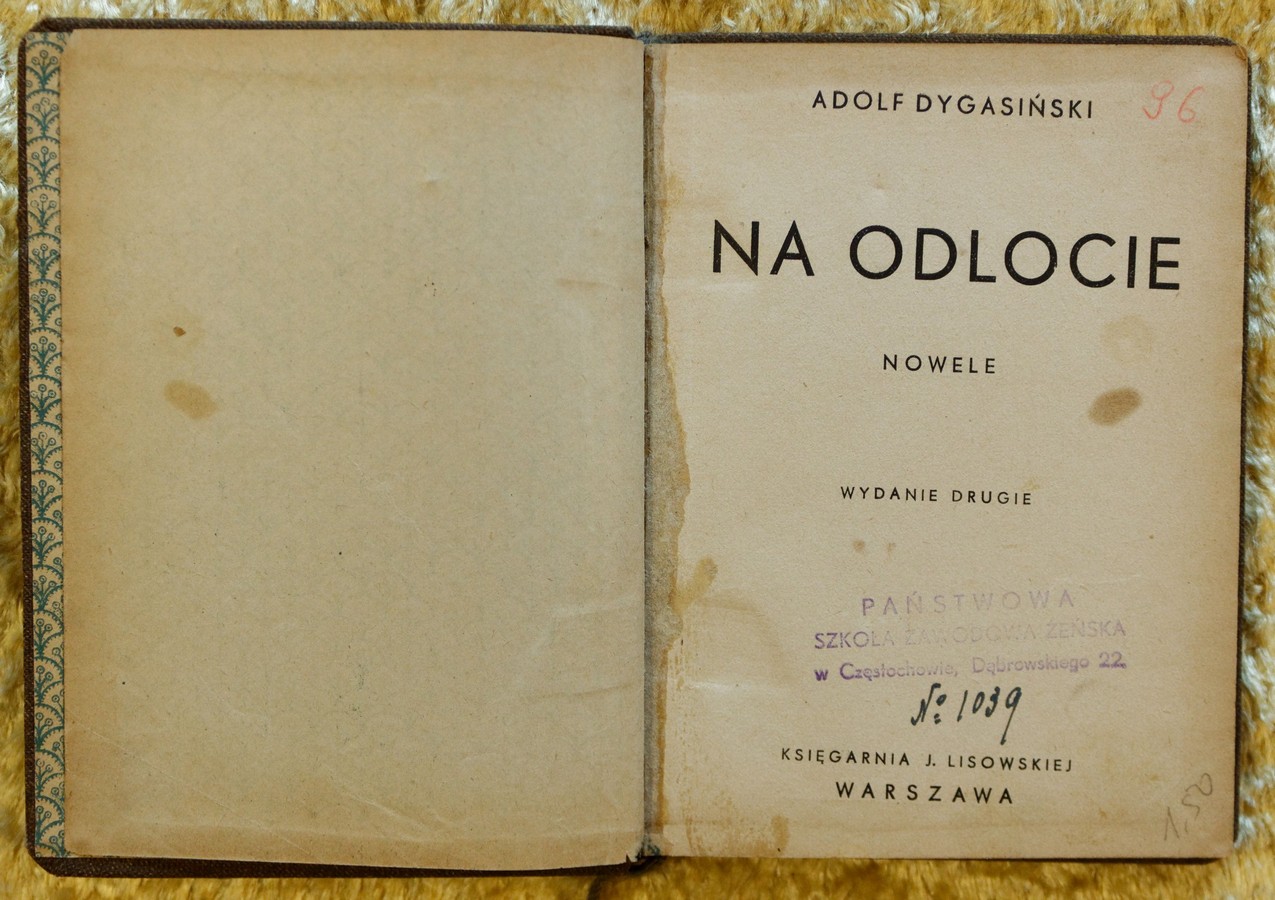 ADOLF DYGASIŃSKI
96
NA ODLOCIE
NOWELE
WYDANIE DRUGIE
PAŃSTWOWA
SZKOŁA ZAWODOWA ŻEŃSKA
w Częstochowie, Dąbrowskiego 22.
№ 1039
KSIĘGARNIA J. LISOWSKIEJ
WARSZAWA
1,50